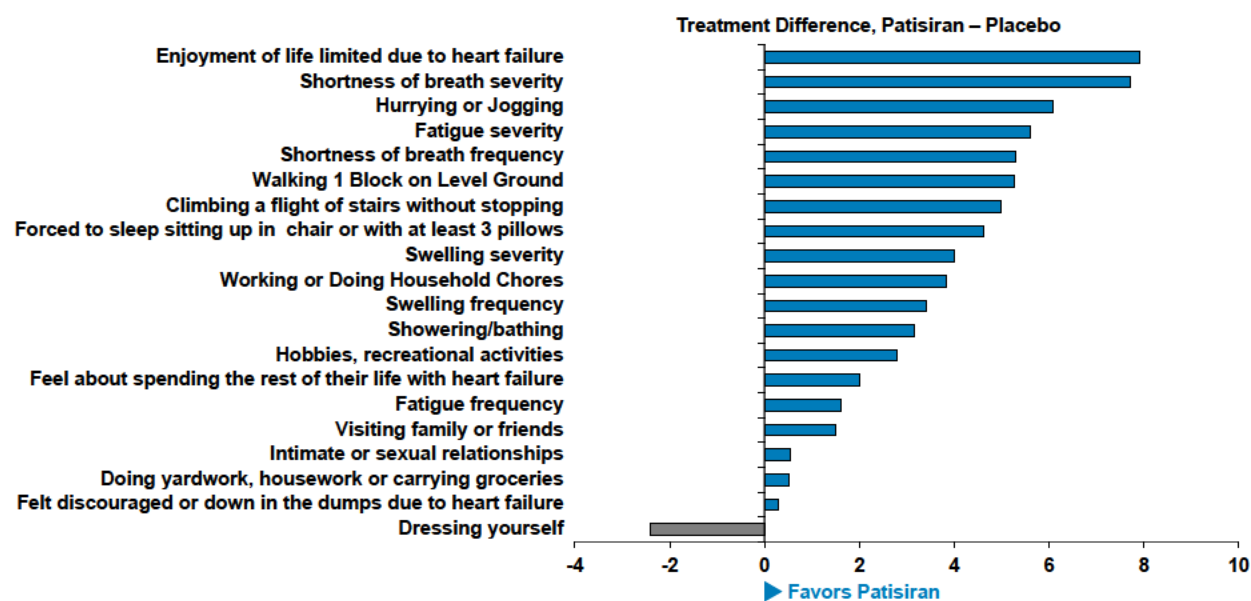 Treatment Difference, Patisiran – Placebo
Enjoyment of life limited due to heart failure
Shortness of breath severity
Hurrying or Jogging
Fatigue severity
Shortness of breath frequency
Walking 1 Block on Level Ground
Climbing a flight of stairs without stopping
Forced to sleep sitting up in  chair or with at least 3 pillows
Swelling severity
Working or Doing Household Chores
Swelling frequency
Showering/bathing
Hobbies, recreational activities
Feel about spending the rest of their life with heart failure
Fatigue frequency
Visiting family or friends
Intimate or sexual relationships
Doing yardwork, housework or carrying groceries
Felt discouraged or down in the dumps due to heart failure
Dressing yourself
-4 -2 0 2 4 6 8 10
Favors Patisiran